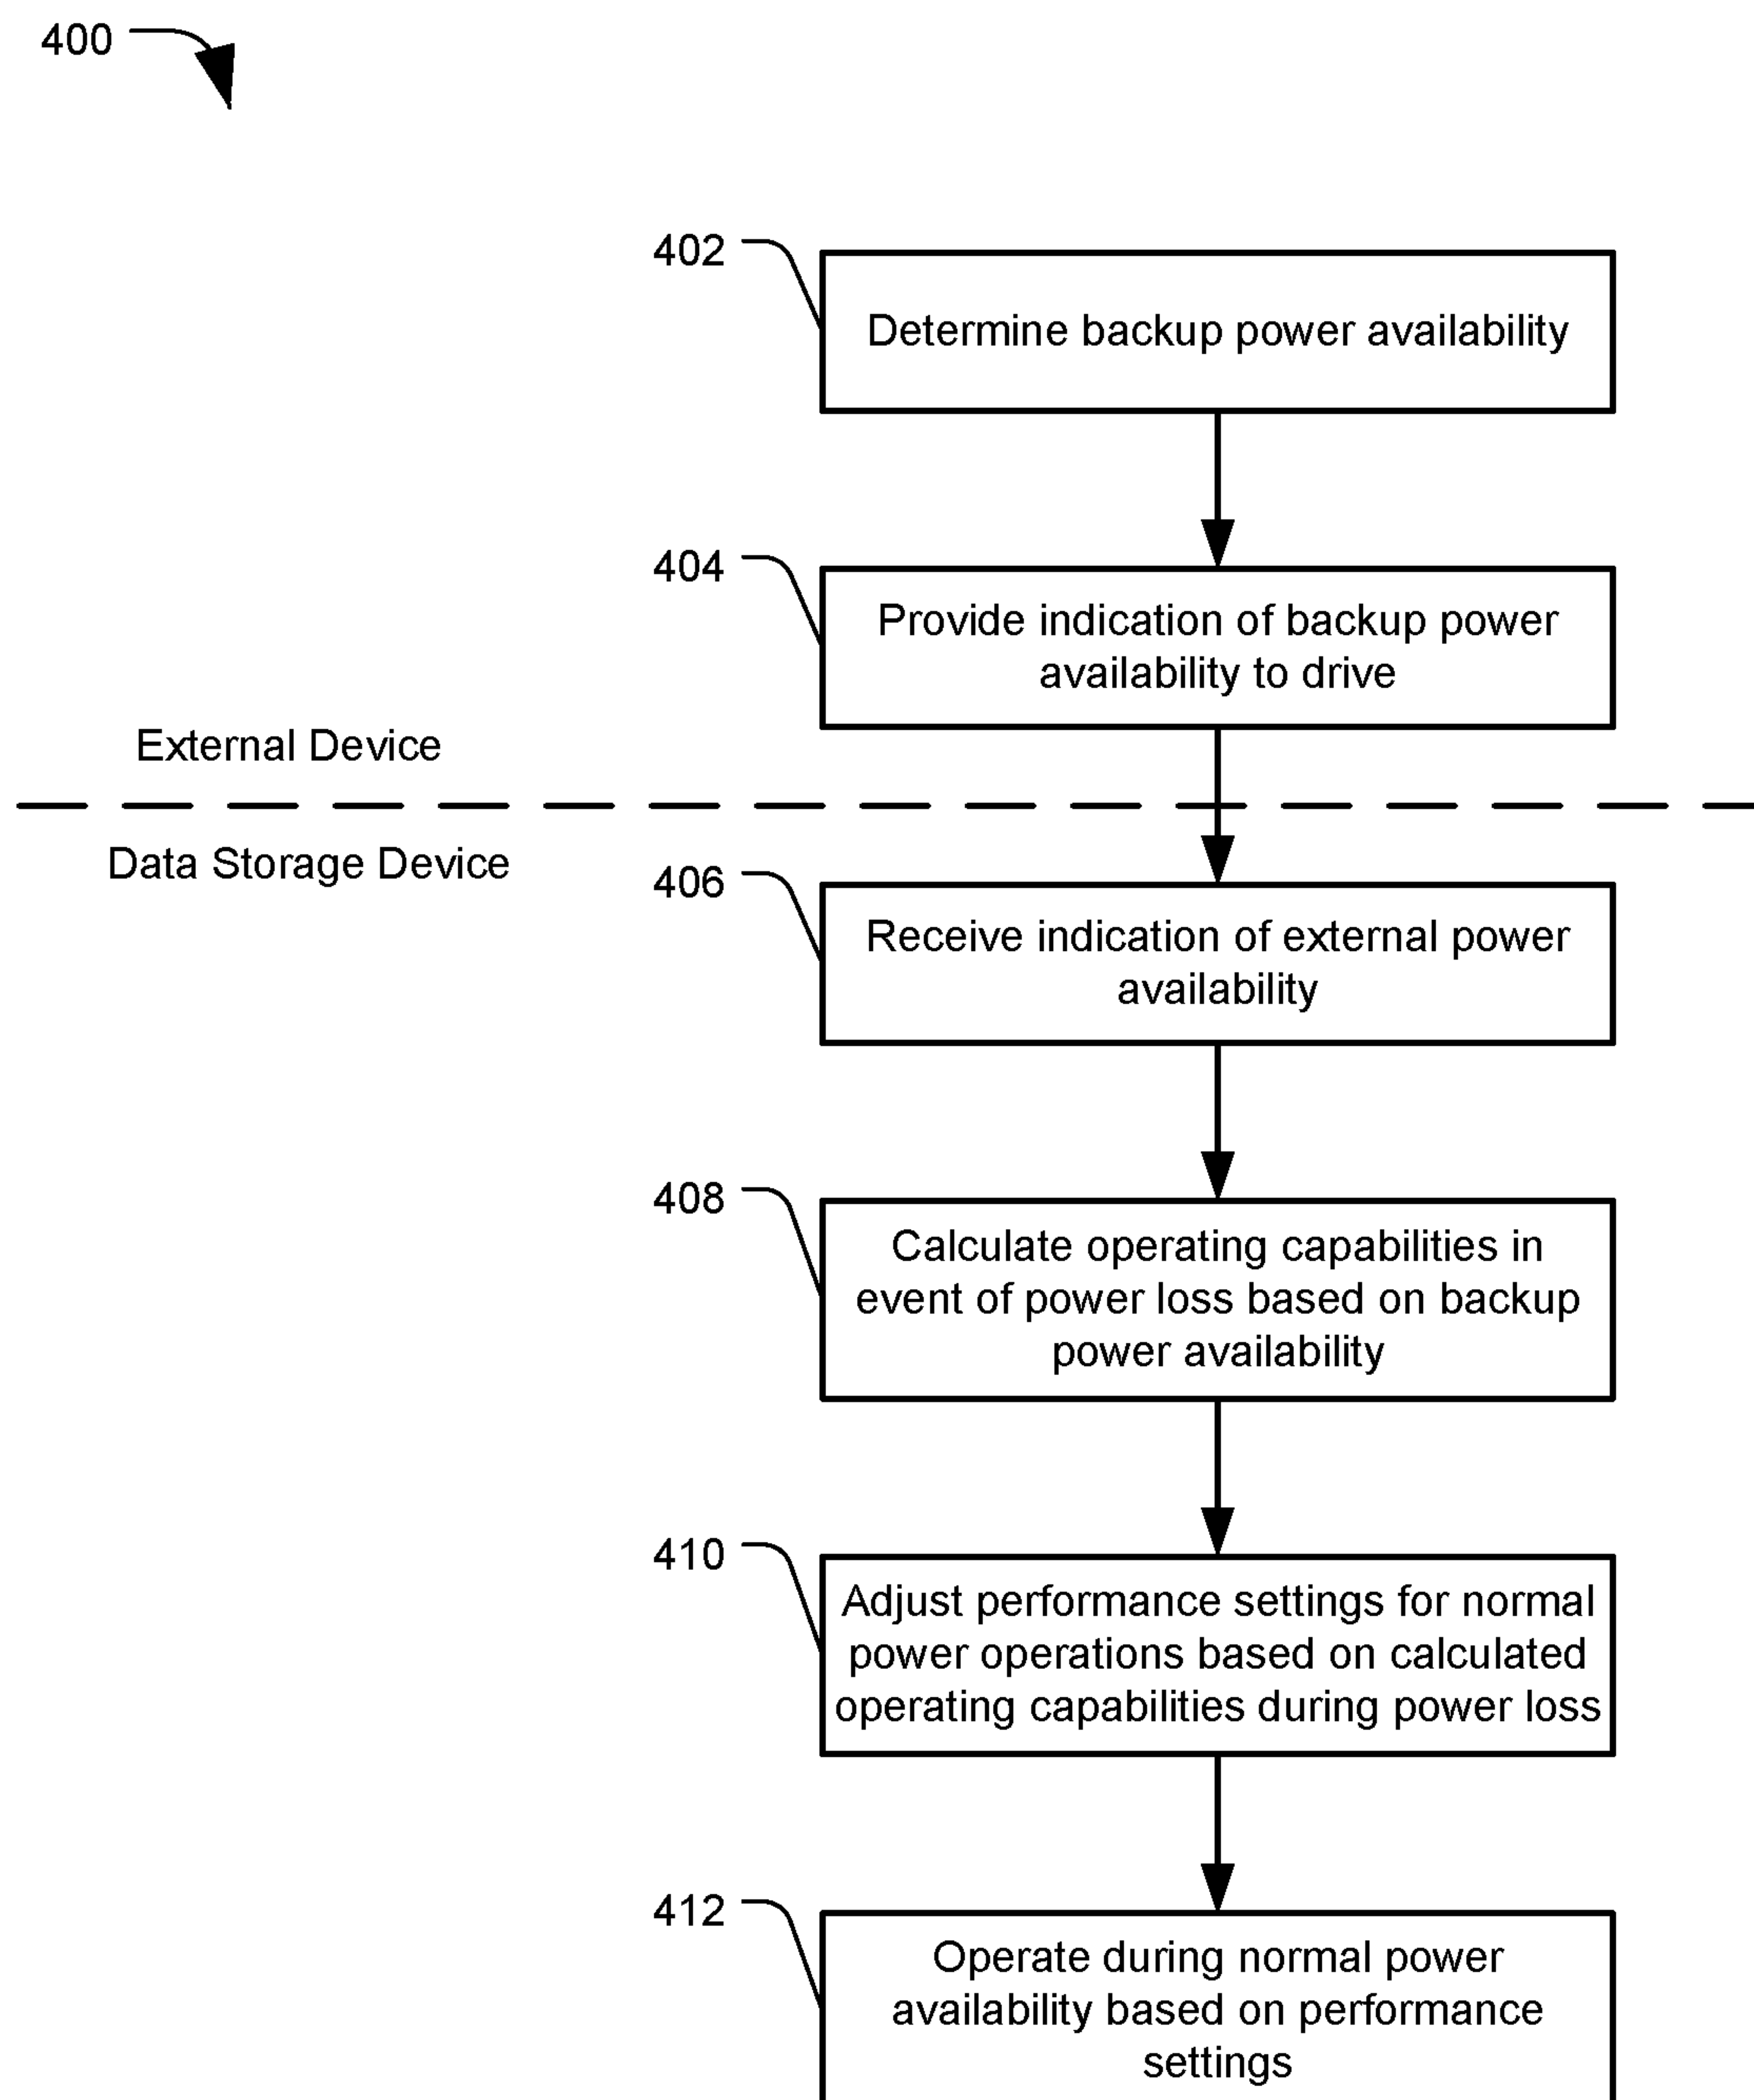 400
402
Determine backup power availability
404
Provide indication of backup power
availability to drive
External Device
Data Storage Device
406
Receive indication of external power
availability
408
Calculate operating capabilities in
event of power loss based on backup
power availability
410
Adjust performance settings for normal
power operations based on calculated
operating capabilities during power loss
412
Operate during normal power
availability based on performance
settings